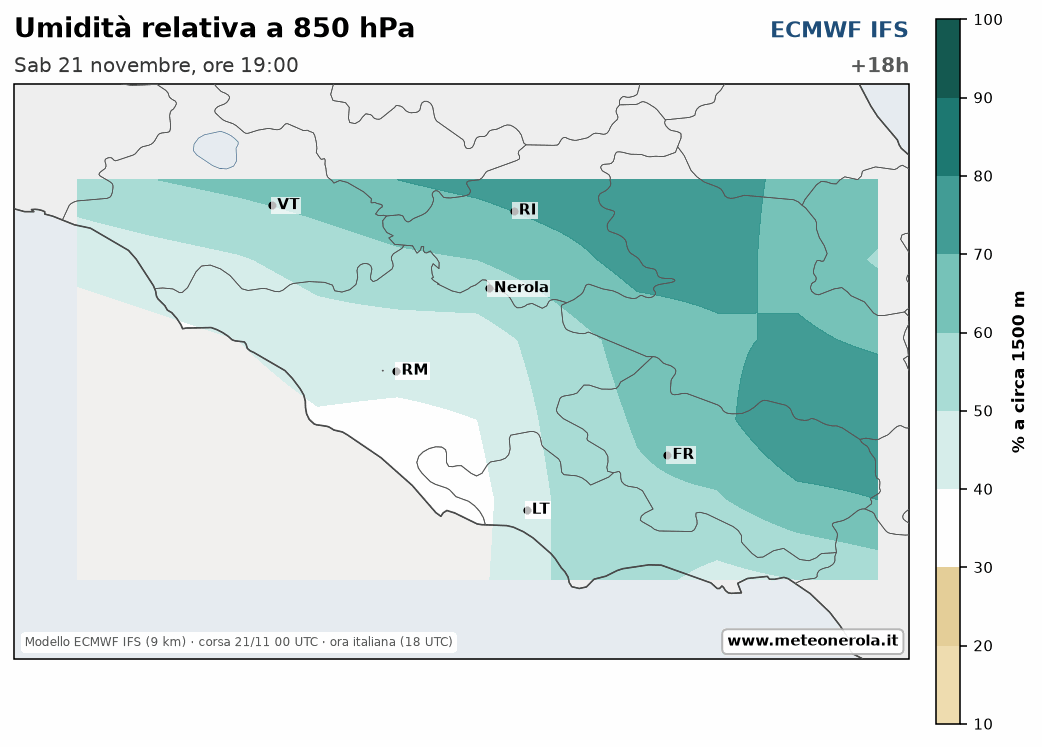 Umidità relativa a 850 hPa
ECMWF IFS
Sab 21 novembre, ore 19:00
+18h
VT
RI
Nerola
RM
FR
LT
Modello ECMWF IFS (9 km) · corsa 21/11 00 UTC · ora italiana (18 UTC)
www.meteonerola.it
100
90
80
70
60
50
40
30
20
10
% a circa 1500 m